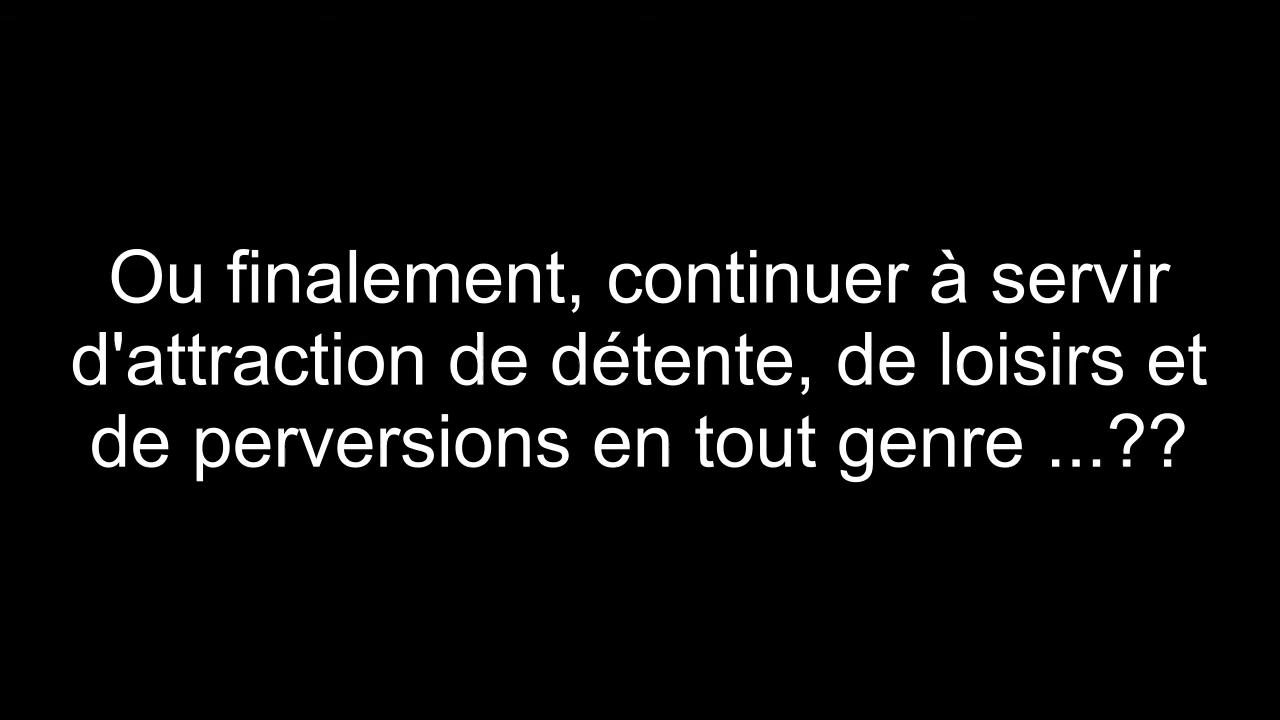 Ou finalement, continuer à servir
d'attraction de détente, de loisirs et
de perversions en tout genre ...??